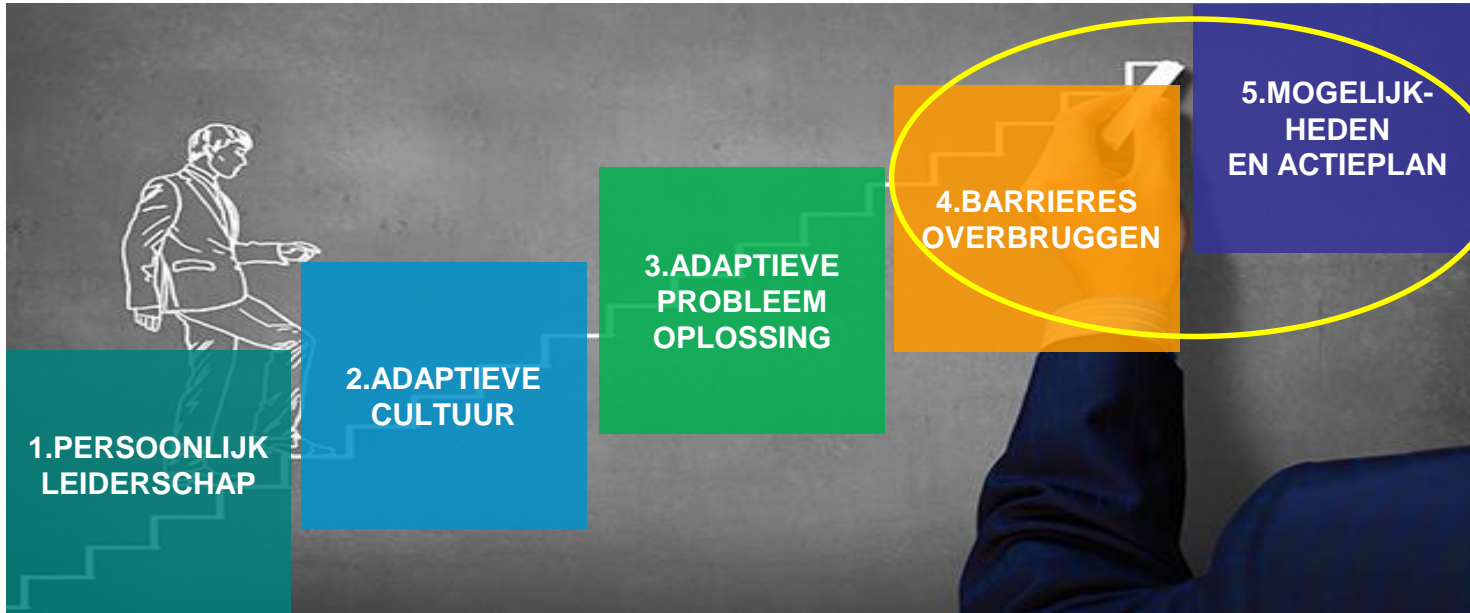 1.PERSOONLIJK
LEIDERSCHAP
2.ADAPTIEVE
CULTUUR
3.ADAPTIEVE
PROBLEEM
OPLOSSING
4.BARRIERES
OVERBRUGGEN
5.MOGELIJK-
HEDEN
EN ACTIEPLAN